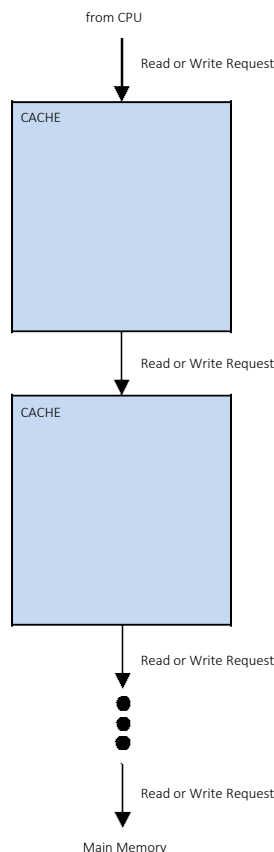 from CPU
Read or Write Request
CACHE
Read or Write Request
CACHE
Read or Write Request
Read or Write Request
Main Memory